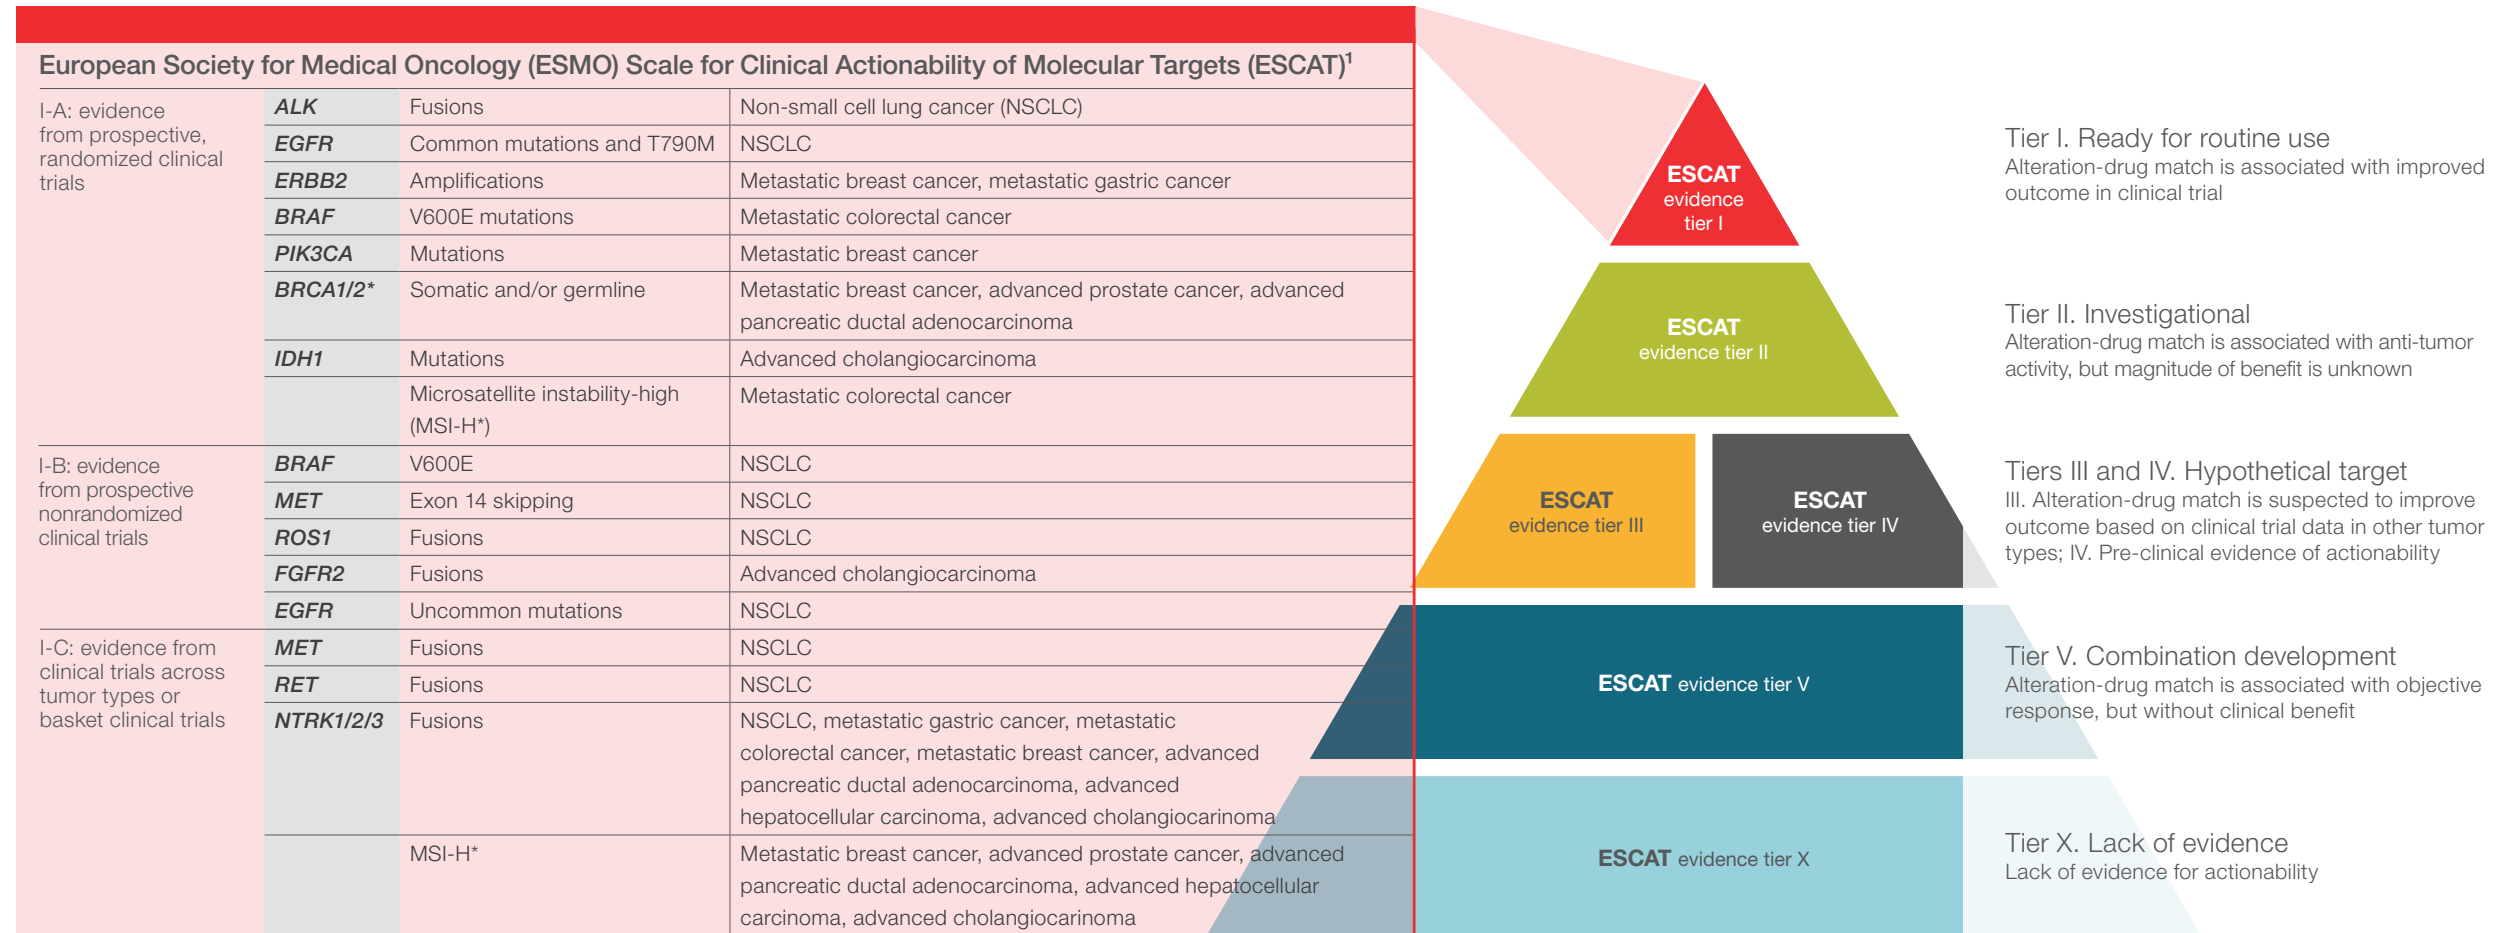 European Society for Medical Oncology (ESMO) Scale for Clinical Actionability of Molecular Targets (ESCAT)¹
I-A: evidence
from prospective,
randomized clinical
trials
ALK Fusions Non-small cell lung cancer (NSCLC)
EGFR Common mutations and T790M NSCLC
ERBB2 Amplifications Metastatic breast cancer, metastatic gastric cancer
BRAF V600E mutations Metastatic colorectal cancer
PIK3CA Mutations Metastatic breast cancer
BRCA1/2* Somatic and/or germline Metastatic breast cancer, advanced prostate cancer, advanced
pancreatic ductal adenocarcinoma
IDH1 Mutations Advanced cholangiocarcinoma
Microsatellite instability-high Metastatic colorectal cancer
(MSI-H*)
I-B: evidence
from prospective
nonrandomized
clinical trials
BRAF V600E NSCLC
MET Exon 14 skipping NSCLC
ROS1 Fusions NSCLC
FGFR2 Fusions Advanced cholangiocarcinoma
EGFR Uncommon mutations NSCLC
I-C: evidence from
clinical trials across
tumor types or
basket clinical trials
MET Fusions NSCLC
RET Fusions NSCLC
NTRK1/2/3 Fusions NSCLC, metastatic gastric cancer, metastatic
colorectal cancer, metastatic breast cancer, advanced
pancreatic ductal adenocarcinoma, advanced
hepatocellular carcinoma, advanced cholangiocarinoma
MSI-H* Metastatic breast cancer, advanced prostate cancer, advanced
pancreatic ductal adenocarcinoma, advanced hepatocellular
carcinoma, advanced cholangiocarinoma
ESCAT
evidence
tier I
ESCAT
evidence tier II
ESCAT
evidence tier III
ESCAT
evidence tier IV
ESCAT evidence tier V
ESCAT evidence tier X
Tier I. Ready for routine use
Alteration-drug match is associated with improved
outcome in clinical trial
Tier II. Investigational
Alteration-drug match is associated with anti-tumor
activity, but magnitude of benefit is unknown
Tiers III and IV. Hypothetical target
III. Alteration-drug match is suspected to improve
outcome based on clinical trial data in other tumor
types; IV. Pre-clinical evidence of actionability
Tier V. Combination development
Alteration-drug match is associated with objective
response, but without clinical benefit
Tier X. Lack of evidence
Lack of evidence for actionability